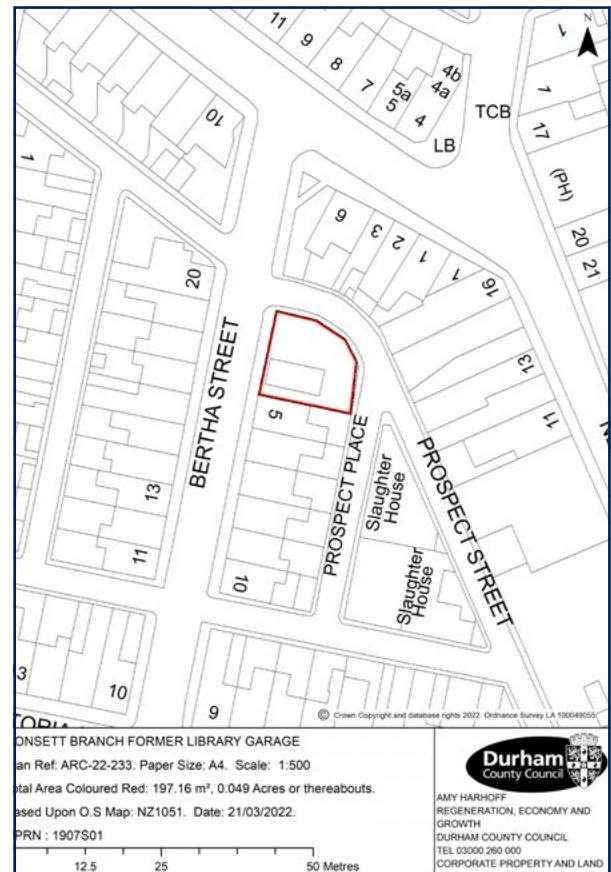 11
9
8
7
5a
5
4b
4a
4
LB
TCB
N
1
1
17
(PH)
20
21
10
1
6
3
2
1
1
16
13
11
20
BERTHA STREET
13
11
5
10
PROSPECT PLACE
Slaughter
House
Slaughter
House
PROSPECT STREET
10
9
© Crown Copyright and database rights 2022. Ordnance Survey LA 100049055
ONSETT BRANCH FORMER LIBRARY GARAGE
an Ref: ARC-22-233. Paper Size: A4. Scale: 1:500
otal Area Coloured Red: 197.16 m², 0.049 Acres or thereabouts.
ased Upon O.S Map: NZ1051. Date: 21/03/2022.
PRN : 1907S01
12.5 25 50 Metres
Durham
County Council
AMY HARHOFF
REGENERATION, ECONOMY AND
GROWTH
DURHAM COUNTY COUNCIL
TEL 03000 260 000
CORPORATE PROPERTY AND LAND